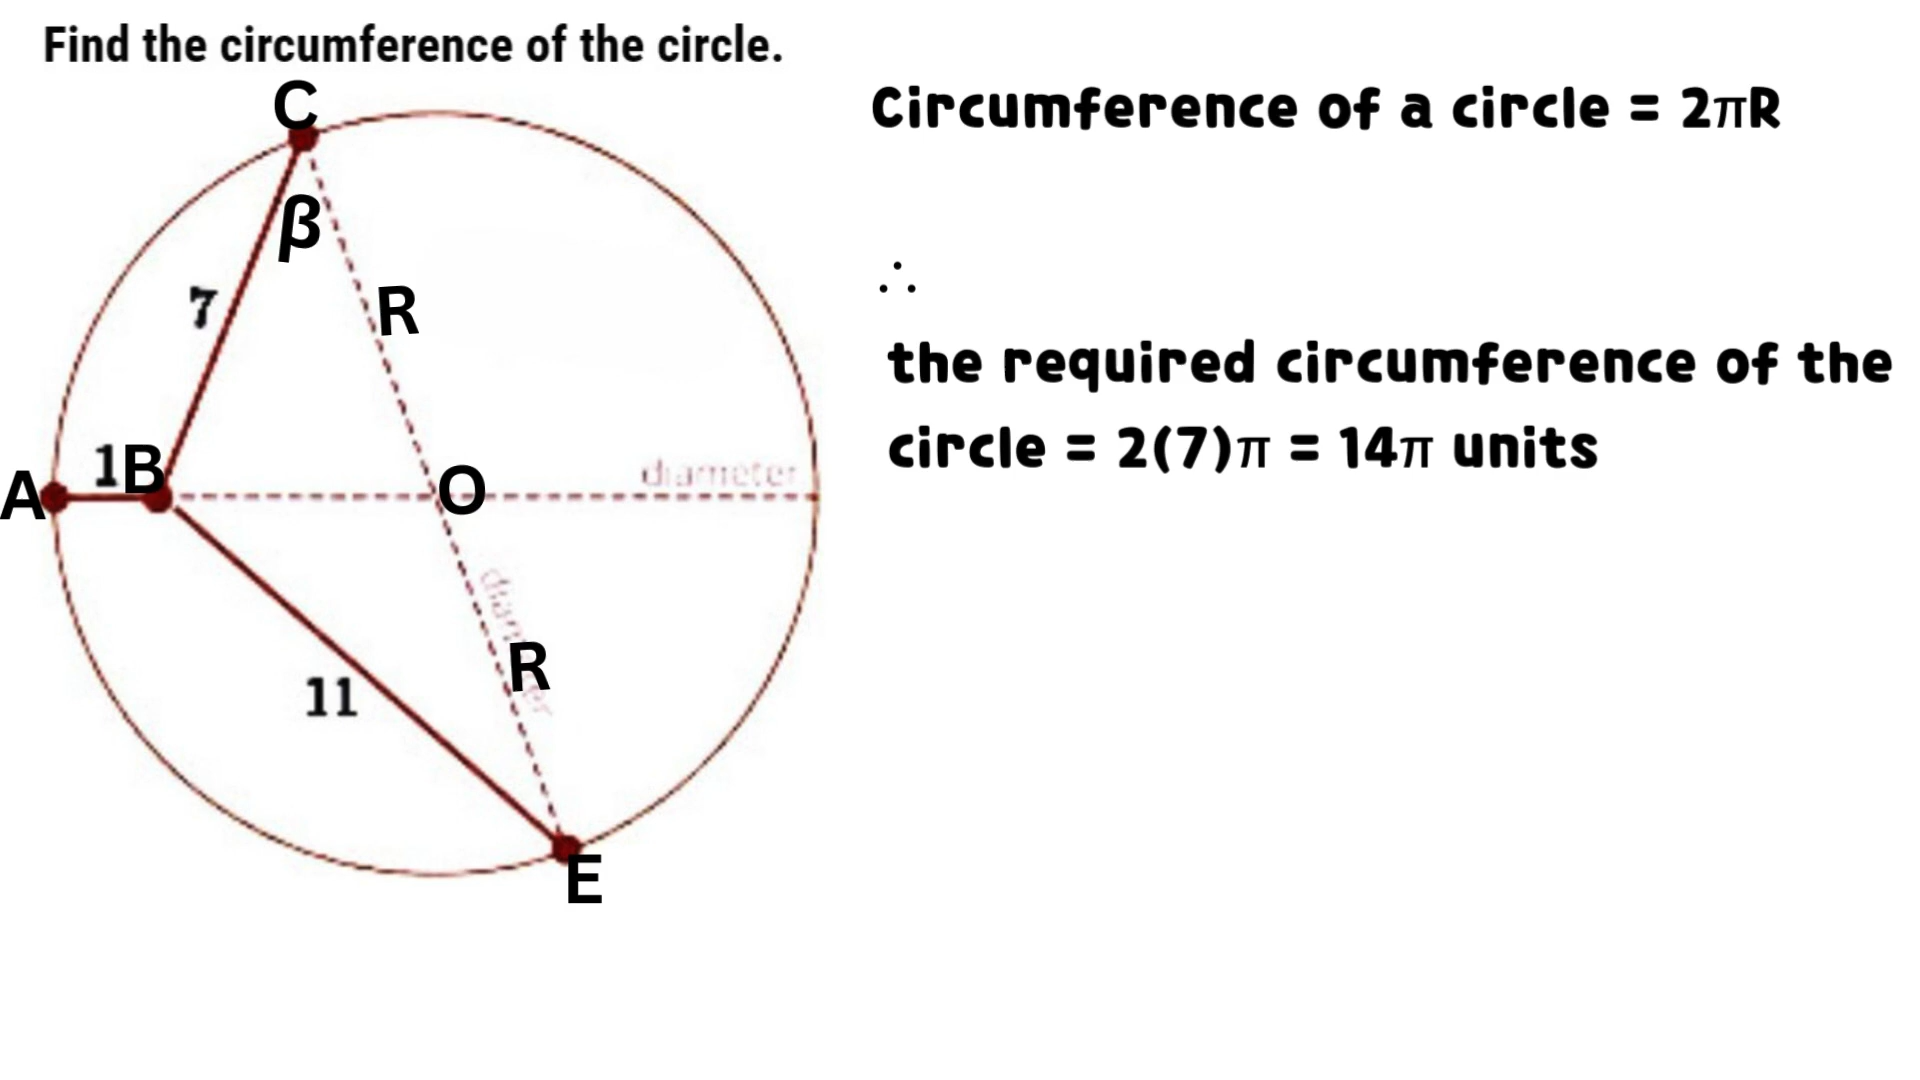 Find the circumference of the circle.
C
Circumference of a circle = 2πR
β
∴
7
R
the required circumference of the
circle = 2(7)π = 14π units
1B
diameter
A
O
diameter
R
11
E